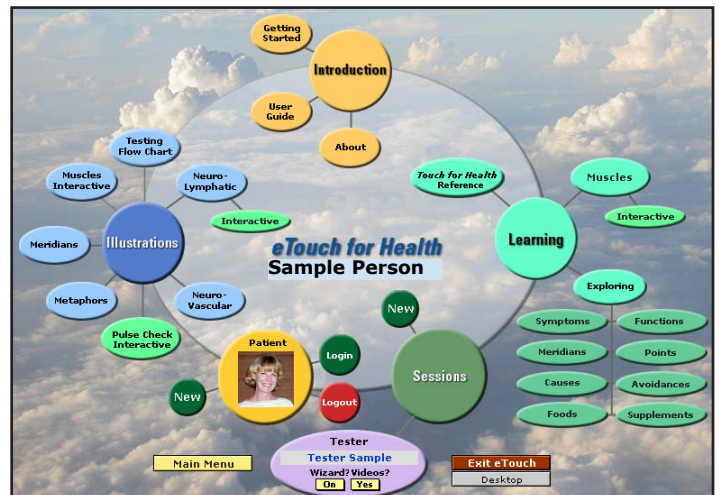 Getting
Started
Introduction
User
Guide
About
Testing
Flow Chart
Muscles
Interactive
Neuro-
Lymphatic
Interactive
Meridians
Illustrations
Metaphors
Neuro-
Vascular
Pulse Check
Interactive
Touch for Health
Reference
Muscles
Interactive
Learning
Exploring
Symptoms
Functions
Meridians
Points
Causes
Avoidances
Foods
Supplements
eTouch for Health
Sample Person
New
Sessions
Patient
Login
New
Logout
Tester
Tester Sample
Wizard? Videos?
On Yes
Main Menu
Exit eTouch
Desktop